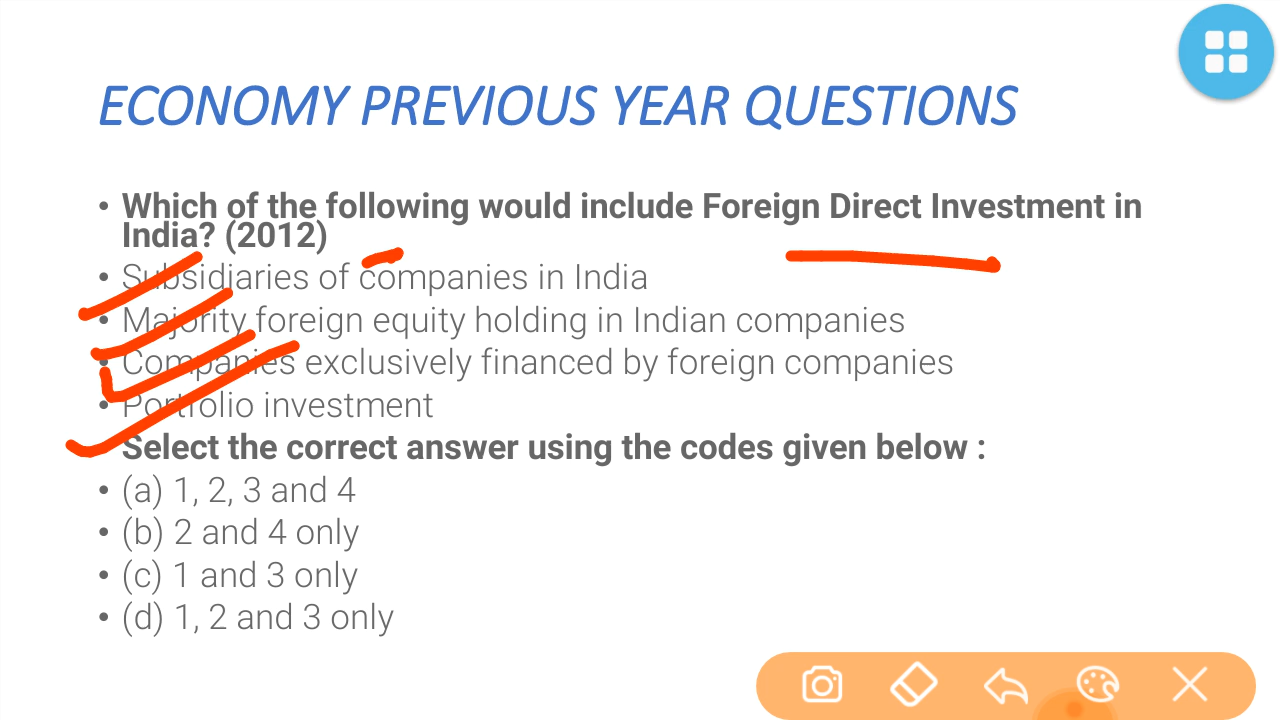 ECONOMY PREVIOUS YEAR QUESTIONS
• Which of the following would include Foreign Direct Investment in
India? (2012)
• Subsidiaries of companies in India
• Majority foreign equity holding in Indian companies
• Companies exclusively financed by foreign companies
• Portfolio investment
Select the correct answer using the codes given below :
• (a) 1, 2, 3 and 4
• (b) 2 and 4 only
• (c) 1 and 3 only
• (d) 1, 2 and 3 only